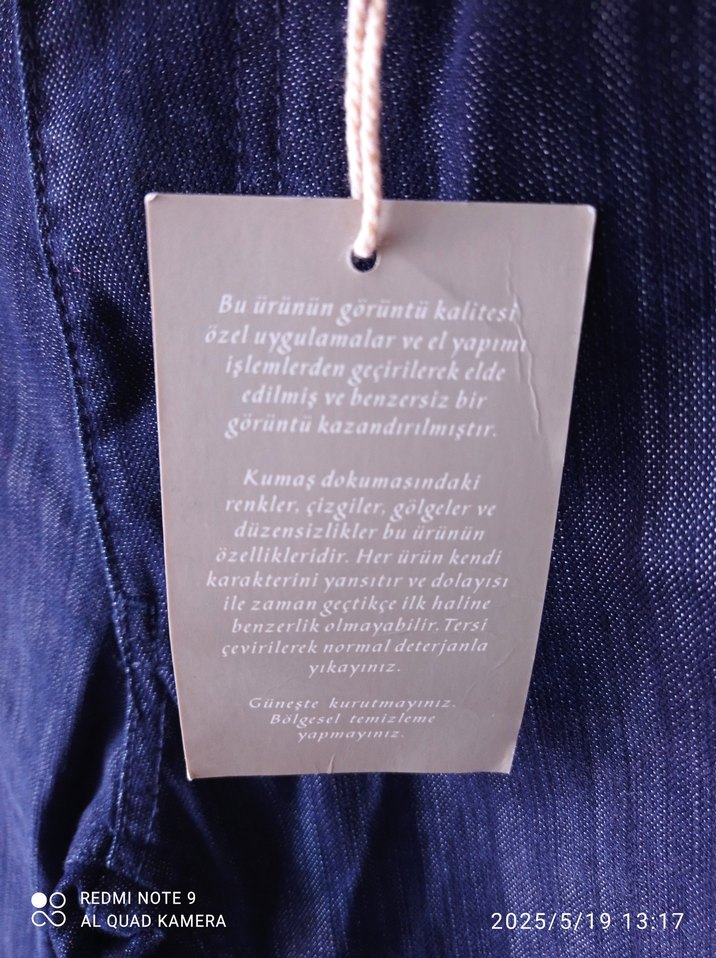 Bu ürünün görüntü kalitesi
özel uygulamalar ve el yapımı
işlemlerden geçirilerek elde
edilmiş ve benzersiz bir
görüntü kazandırılmıştır.
Kumaş dokumasındaki
renkler, çizgiler, gölgeler ve
düzensizlikler bu ürünün
özellikleridir. Her ürün kendi
karakterini yansıtır ve dolayısı
ile zaman geçtikçe ilk haline
benzerlik olmayabilir. Tersi
çevirilerek normal deterjanla
yıkayınız.
Güneşte kurutmayınız.
Bölgesel temizleme
yapmayınız.
REDMI NOTE 9
AL QUAD KAMERA
2025/5/19 13:17